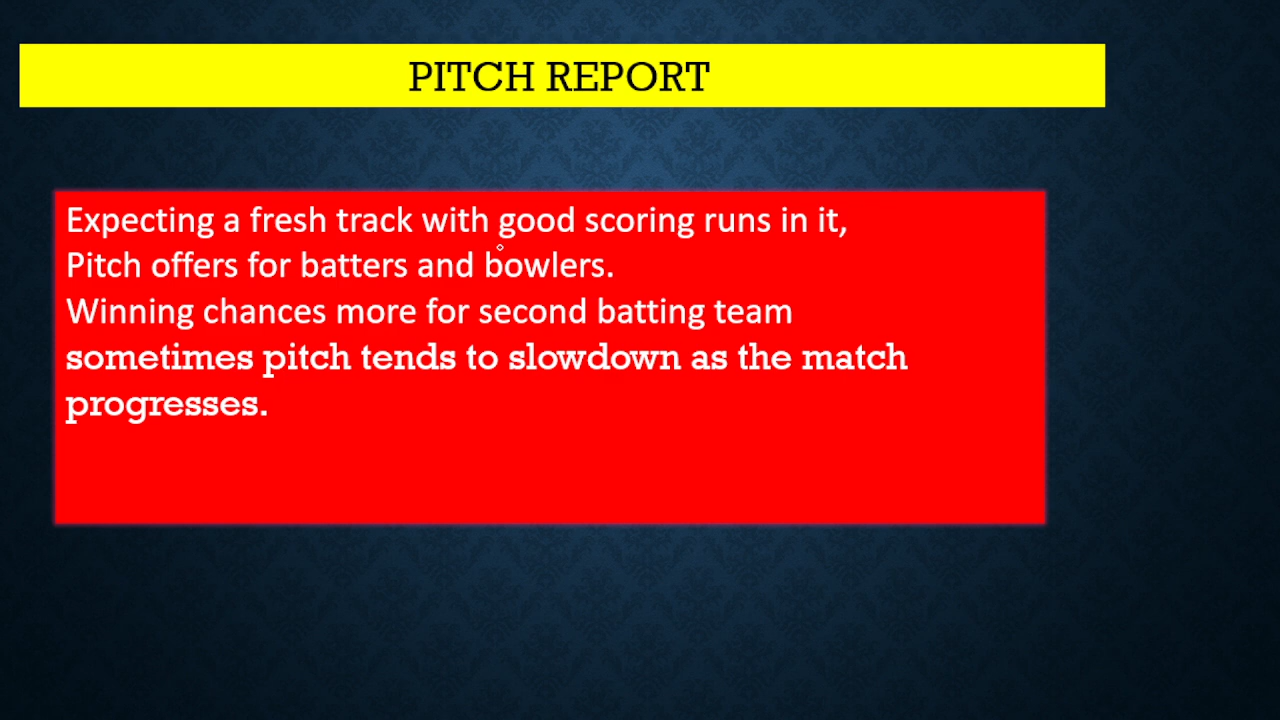 PITCH REPORT
Expecting a fresh track with good scoring runs in it,
Pitch offers for batters and bowlers.
Winning chances more for second batting team
sometimes pitch tends to slowdown as the match
progresses.